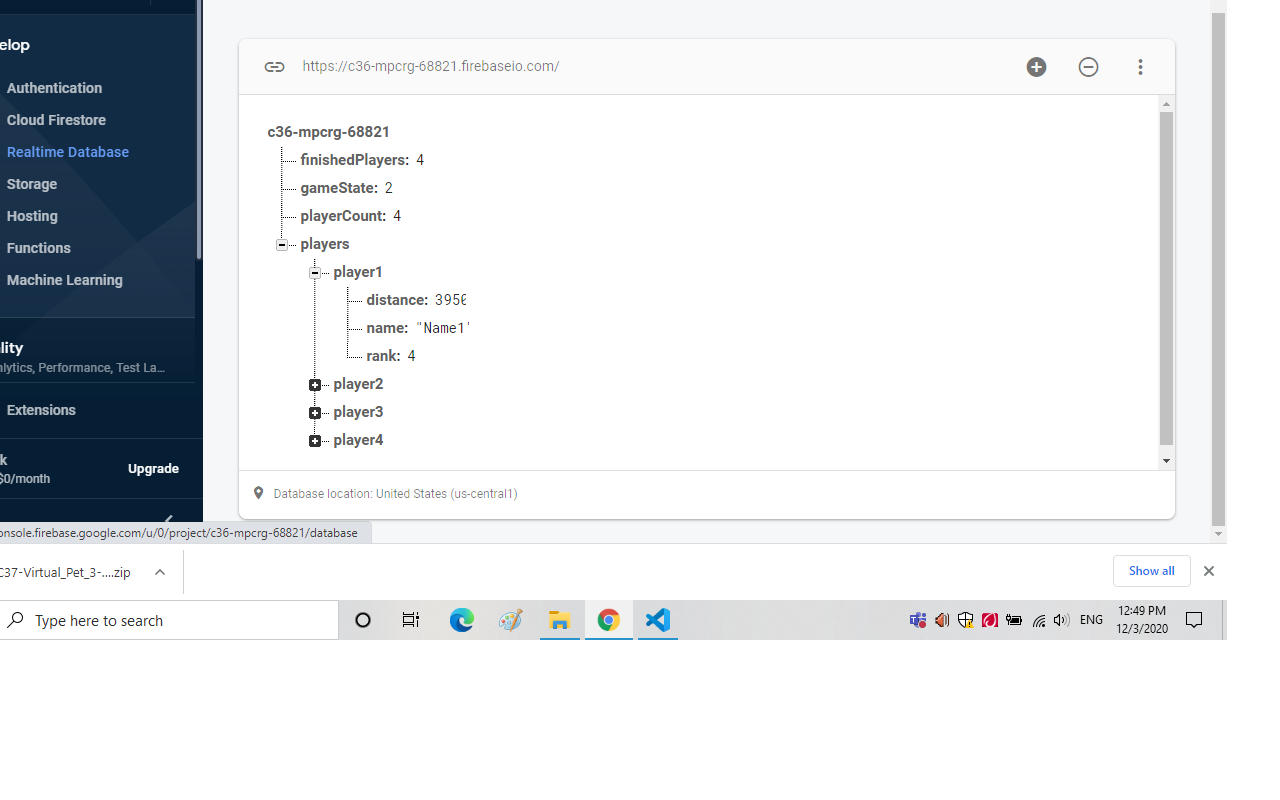 elop
https://c36-mpcrg-68821.firebaseio.com/
Authentication
Cloud Firestore
Realtime Database
Storage
Hosting
Functions
Machine Learning
lity
nlytics, Performance, Test La...
Extensions
k
$0/month
Upgrade
c36-mpcrg-68821
finishedPlayers: 4
gameState: 2
playerCount: 4
players
player1
distance: 3950
name: "Name1"
rank: 4
player2
player3
player4
Database location: United States (us-central1)
onsole.firebase.google.com/u/0/project/c36-mpcrg-68821/database
C37-Virtual_Pet_3-....zip
Show all
Type here to search
ENG
12:49 PM
12/3/2020